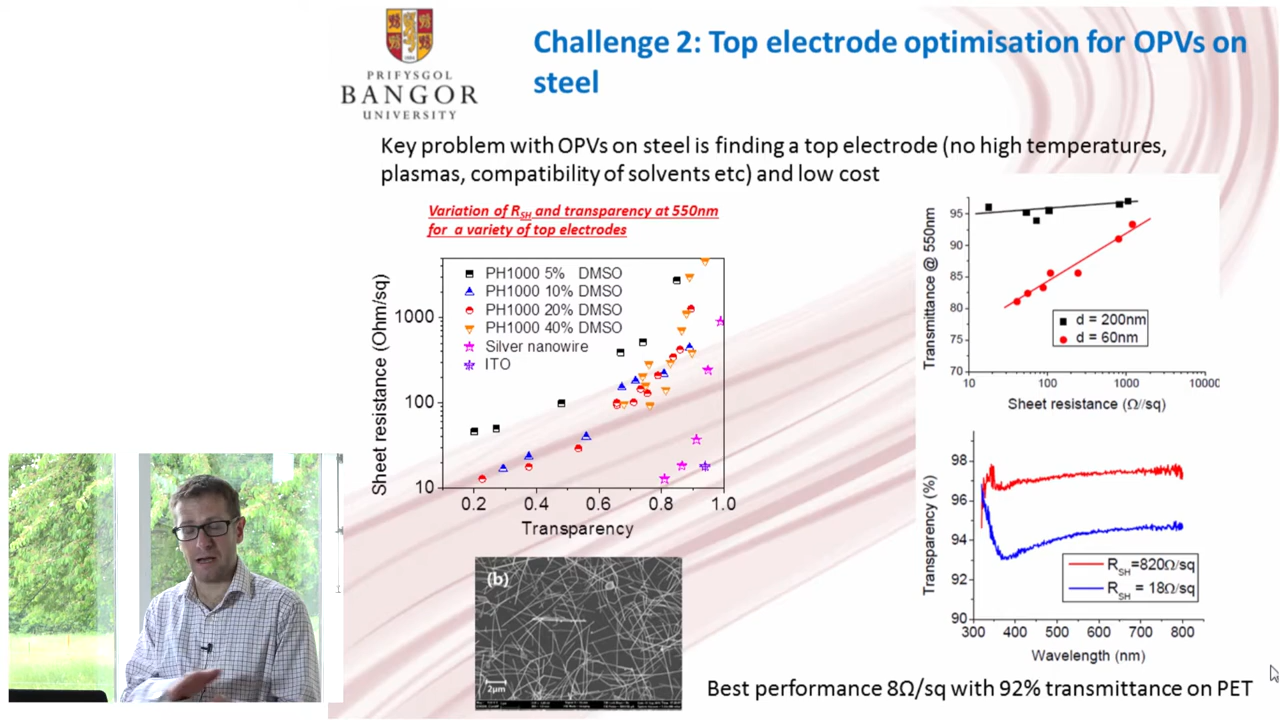 PRIFYSGOL
BANGOR
UNIVERSITY
Challenge 2: Top electrode optimisation for OPVs on
steel
Key problem with OPVs on steel is finding a top electrode (no high temperatures,
plasmas, compatibility of solvents etc) and low cost
Variation of RSH and transparency at 550nm
for a variety of top electrodes
Sheet resistance (Ohm/sq)
1000
100
10
PH1000 5% DMSO
PH1000 10% DMSO
PH1000 20% DMSO
PH1000 40% DMSO
Silver nanowire
ITO
0.2 0.4 0.6 0.8 1.0
Transparency
(b)
2µm
Transmittance @ 550nm
95
90
85
80
75
70
d = 200nm
d = 60nm
10 100 1000 10000
Sheet resistance (Ω//sq)
Transparency (%)
98
96
94
92
90
RSH=820Ω/sq
RSH = 18Ω/sq
300 400 500 600 700 800
Wavelength (nm)
Best performance 8Ω/sq with 92% transmittance on PET